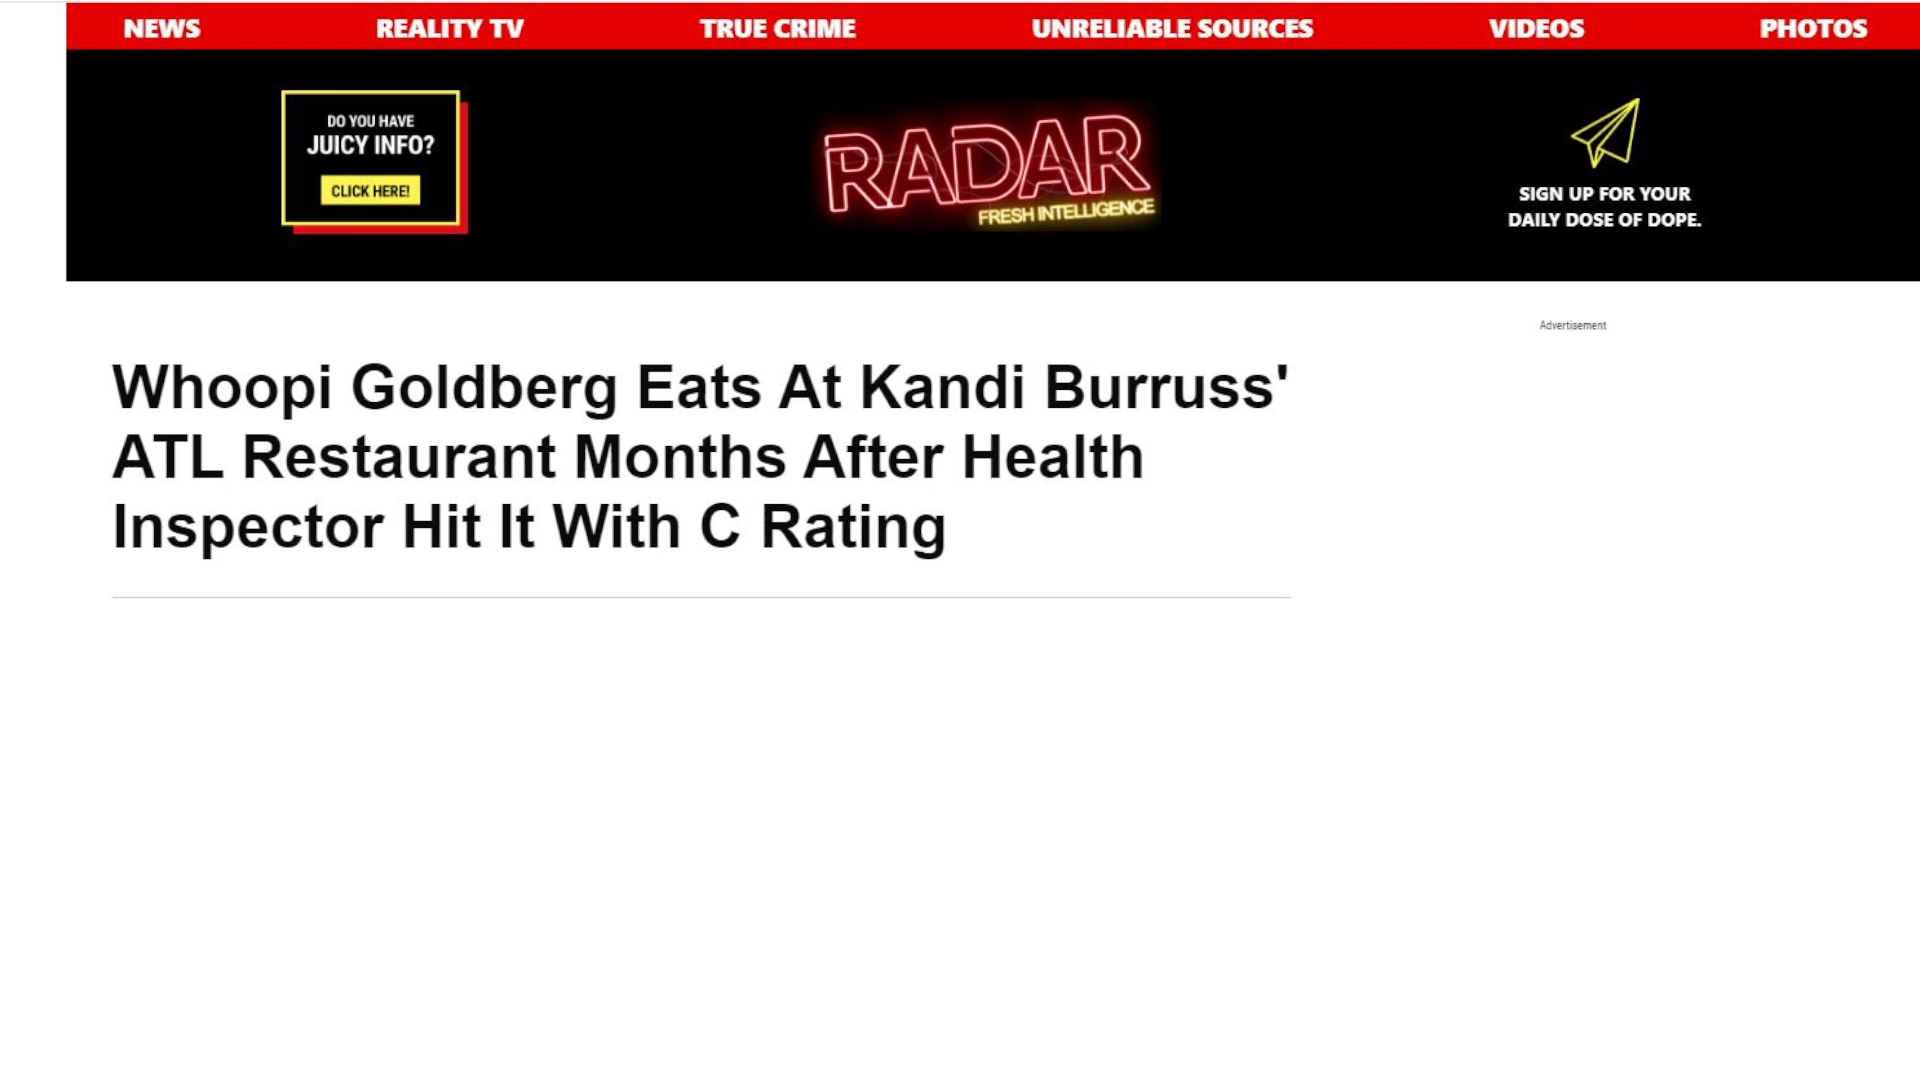 NEWS REALITY TV TRUE CRIME UNRELIABLE SOURCES VIDEOS PHOTOS
DO YOU HAVE
JUICY INFO?
CLICK HERE!
RADAR
FRESH INTELLIGENCE
SIGN UP FOR YOUR
DAILY DOSE OF DOPE.
Advertisement
Whoopi Goldberg Eats At Kandi Burruss'
ATL Restaurant Months After Health
Inspector Hit It With C Rating